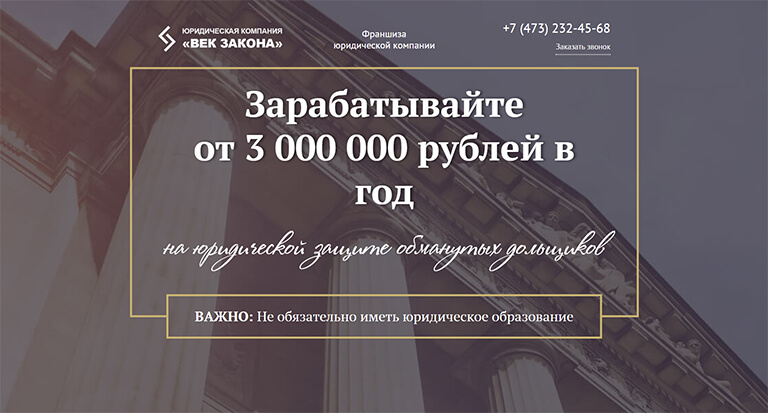 ЮРИДИЧЕСКАЯ КОМПАНИЯ
«ВЕК ЗАКОНА»
Франшиза
юридической компании
+7 (473) 232-45-68
Заказать звонок
Зарабатывайте
от 3 000 000 рублей в
год
на юридической защите обманутых дольщиков
ВАЖНО: Не обязательно иметь юридическое образование